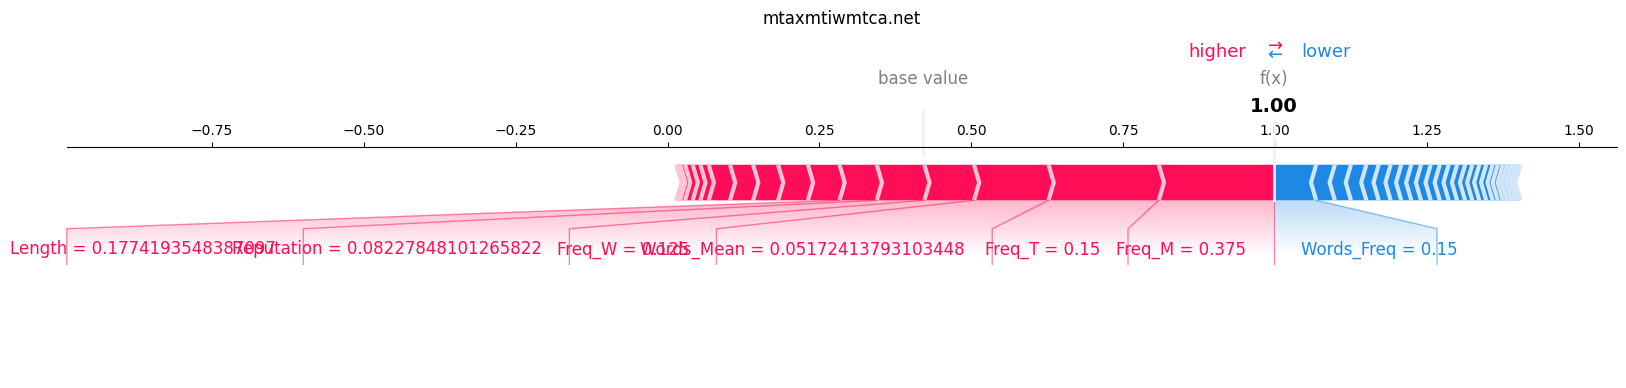 mtaxmtiwmtca.net
higher ⇄ lower
base value f(x)
1.00
−0.75 −0.50 −0.25 0.00 0.25 0.50 0.75 1.00 1.25 1.50
Length = 0.1774193548387097 Reputation = 0.08227848101265822 Freq_W = 0.125 Words_Mean = 0.05172413793103448 Freq_T = 0.15 Freq_M = 0.375 Words_Freq = 0.15